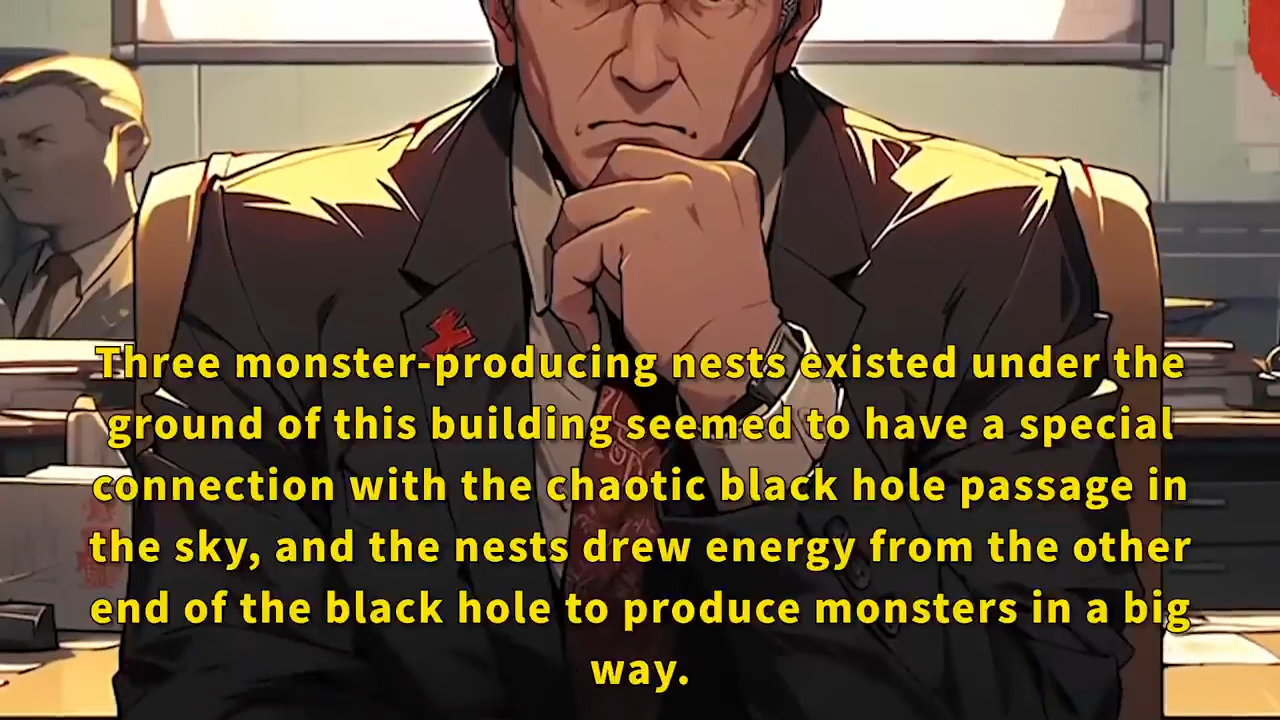 Three monster-producing nests existed under the
ground of this building seemed to have a special
connection with the chaotic black hole passage in
the sky, and the nests drew energy from the other
end of the black hole to produce monsters in a big
way.